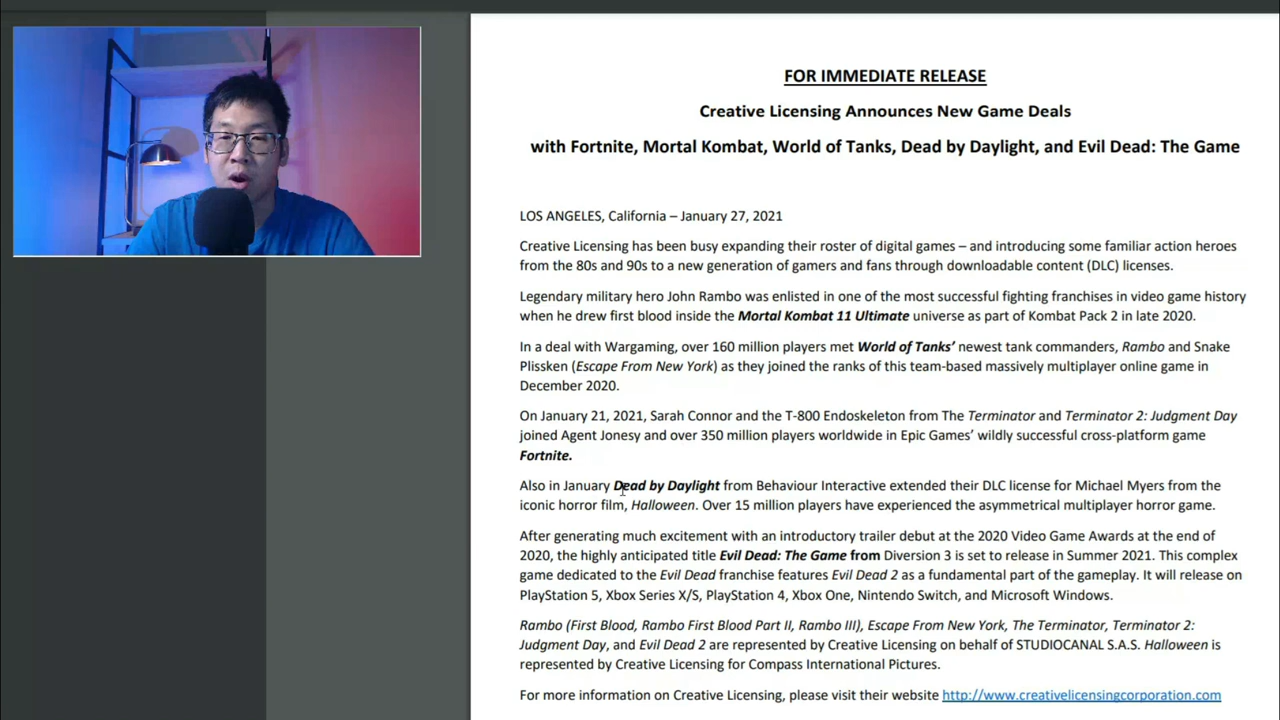 FOR IMMEDIATE RELEASE
Creative Licensing Announces New Game Deals
with Fortnite, Mortal Kombat, World of Tanks, Dead by Daylight, and Evil Dead: The Game
LOS ANGELES, California – January 27, 2021
Creative Licensing has been busy expanding their roster of digital games – and introducing some familiar action heroes
from the 80s and 90s to a new generation of gamers and fans through downloadable content (DLC) licenses.
Legendary military hero John Rambo was enlisted in one of the most successful fighting franchises in video game history
when he drew first blood inside the Mortal Kombat 11 Ultimate universe as part of Kombat Pack 2 in late 2020.
In a deal with Wargaming, over 160 million players met World of Tanks’ newest tank commanders, Rambo and Snake
Plissken (Escape From New York) as they joined the ranks of this team-based massively multiplayer online game in
December 2020.
On January 21, 2021, Sarah Connor and the T-800 Endoskeleton from The Terminator and Terminator 2: Judgment Day
joined Agent Jonesy and over 350 million players worldwide in Epic Games’ wildly successful cross-platform game
Fortnite.
Also in January Dead by Daylight from Behaviour Interactive extended their DLC license for Michael Myers from the
iconic horror film, Halloween. Over 15 million players have experienced the asymmetrical multiplayer horror game.
After generating much excitement with an introductory trailer debut at the 2020 Video Game Awards at the end of
2020, the highly anticipated title Evil Dead: The Game from Diversion 3 is set to release in Summer 2021. This complex
game dedicated to the Evil Dead franchise features Evil Dead 2 as a fundamental part of the gameplay. It will release on
PlayStation 5, Xbox Series X/S, PlayStation 4, Xbox One, Nintendo Switch, and Microsoft Windows.
Rambo (First Blood, Rambo First Blood Part II, Rambo III), Escape From New York, The Terminator, Terminator 2:
Judgment Day, and Evil Dead 2 are represented by Creative Licensing on behalf of STUDIOCANAL S.A.S. Halloween is
represented by Creative Licensing for Compass International Pictures.
For more information on Creative Licensing, please visit their website http://www.creativelicensingcorporation.com